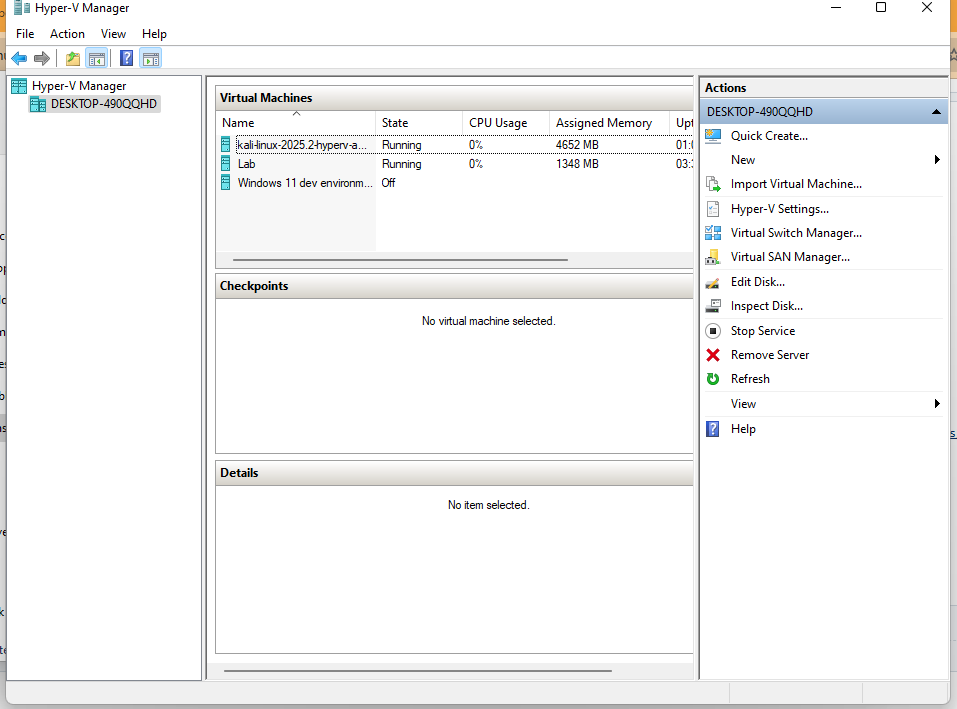 Hyper-V Manager
File Action View Help
Hyper-V Manager
DESKTOP-490QQHD
Virtual Machines
Name State CPU Usage Assigned Memory Upt
kali-linux-2025.2-hyperv-a... Running 0% 4652 MB 01:0
Lab Running 0% 1348 MB 03:
Windows 11 dev environm... Off
Checkpoints
No virtual machine selected.
Details
No item selected.
Actions
DESKTOP-490QQHD
Quick Create...
New
Import Virtual Machine...
Hyper-V Settings...
Virtual Switch Manager...
Virtual SAN Manager...
Edit Disk...
Inspect Disk...
Stop Service
Remove Server
Refresh
View
Help